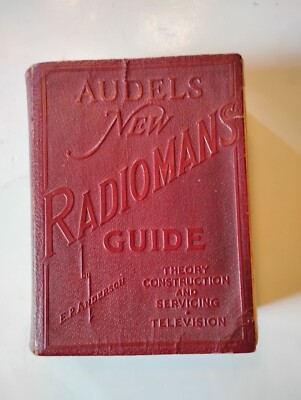 AUDELS
New
RADIOMANS
GUIDE
E.P. ANDERSON
THEORY
CONSTRUCTION
AND
SERVICING
TELEVISION